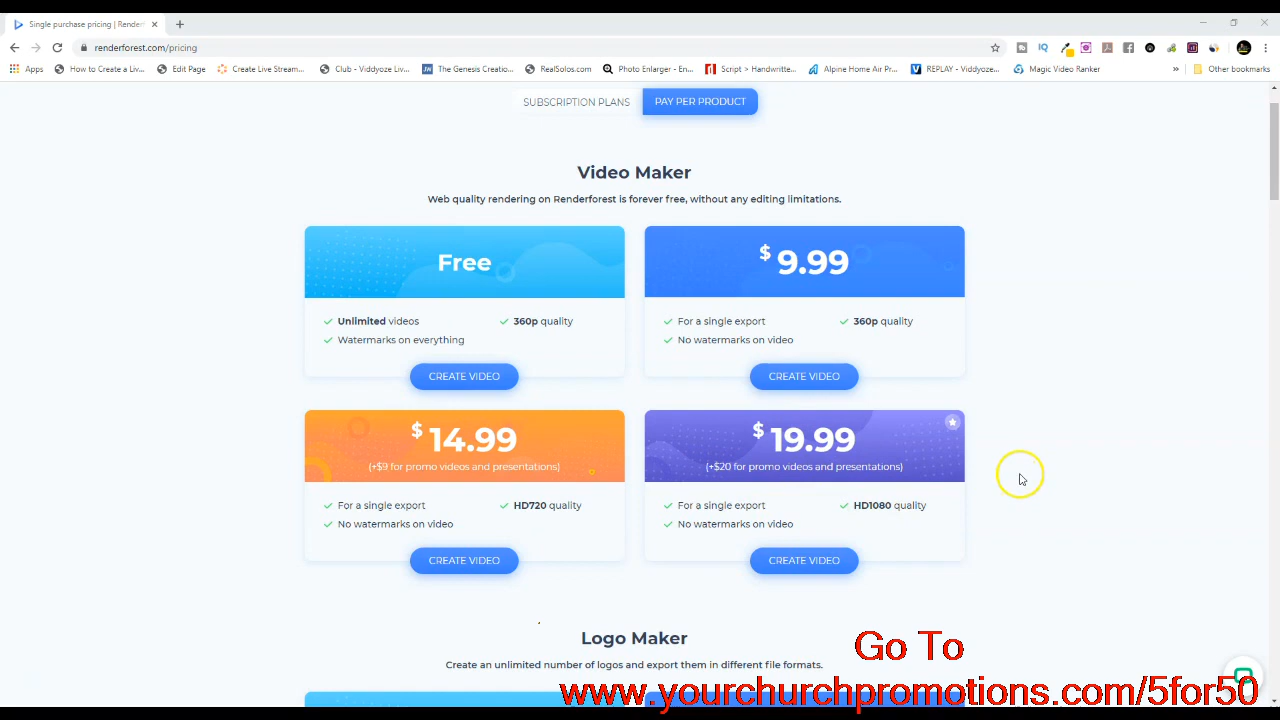 Single purchase pricing | Renderf
renderforest.com/pricing
Apps
How to Create a Liv...
Edit Page
Create Live Stream...
Club - Viddyoze Liv...
The Genesis Creatio...
RealSolos.com
Photo Enlarger - En...
Script > Handwritte...
Alpine Home Air Pr...
REPLAY - Viddyoze...
Magic Video Ranker
»
Other bookmarks
SUBSCRIPTION PLANS
PAY PER PRODUCT
Video Maker
Web quality rendering on Renderforest is forever free, without any editing limitations.
Free
Unlimited videos
360p quality
Watermarks on everything
CREATE VIDEO
$ 9.99
For a single export
360p quality
No watermarks on video
CREATE VIDEO
$ 14.99
(+$9 for promo videos and presentations)
For a single export
HD720 quality
No watermarks on video
CREATE VIDEO
$ 19.99
(+$20 for promo videos and presentations)
For a single export
HD1080 quality
No watermarks on video
CREATE VIDEO
Logo Maker
Create an unlimited number of logos and export them in different file formats.
Go To
www.yourchurchpromotions.com/5for50